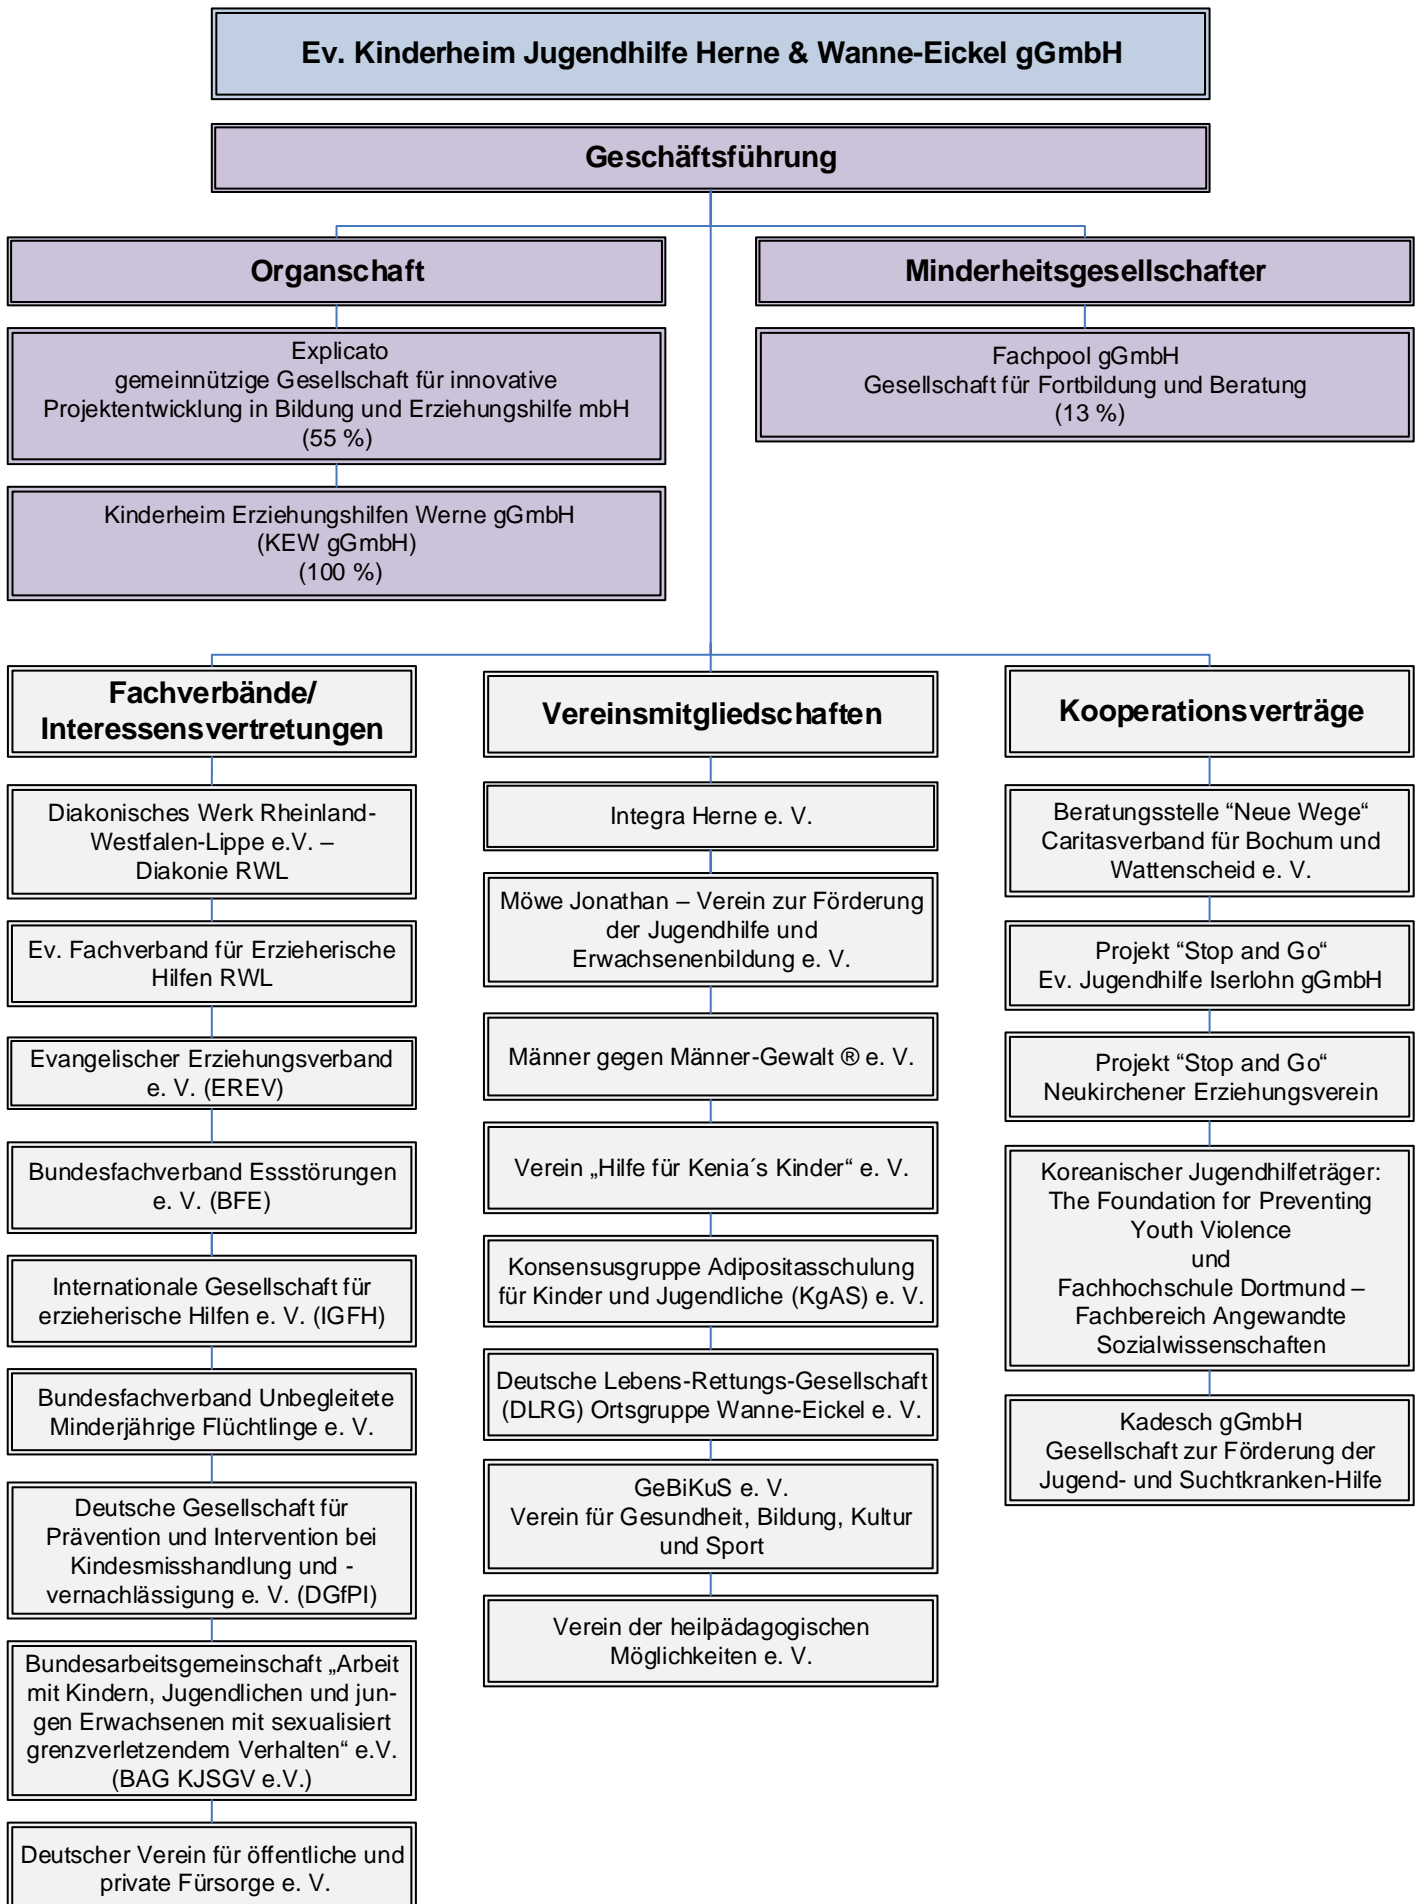 Ev. Kinderheim Jugendhilfe Herne & Wanne-Eickel gGmbH
Geschäftsführung
Organschaft
Explicato
gemeinnützige Gesellschaft für innovative
Projektentwicklung in Bildung und Erziehungshilfe mbH
(55 %)
Kinderheim Erziehungshilfen Werne gGmbH
(KEW gGmbH)
(100 %)
Minderheitsgesellschafter
Fachpool gGmbH
Gesellschaft für Fortbildung und Beratung
(13 %)
Fachverbände/
Interessensvertretungen
Diakonisches Werk Rheinland-
Westfalen-Lippe e.V. –
Diakonie RWL
Ev. Fachverband für Erzieherische
Hilfen RWL
Evangelischer Erziehungsverband
e. V. (EREV)
Bundesfachverband Essstörungen
e. V. (BFE)
Internationale Gesellschaft für
erzieherische Hilfen e. V. (IGFH)
Bundesfachverband Unbegleitete
Minderjährige Flüchtlinge e. V.
Deutsche Gesellschaft für
Prävention und Intervention bei
Kindesmisshandlung und -
vernachlässigung e. V. (DGfPI)
Bundesarbeitsgemeinschaft „Arbeit
mit Kindern, Jugendlichen und jun-
gen Erwachsenen mit sexualisiert
grenzverletzendem Verhalten“ e.V.
(BAG KJSGV e.V.)
Deutscher Verein für öffentliche und
private Fürsorge e. V.
Vereinsmitgliedschaften
Integra Herne e. V.
Möwe Jonathan – Verein zur Förderung
der Jugendhilfe und
Erwachsenenbildung e. V.
Männer gegen Männer-Gewalt ® e. V.
Verein „Hilfe für Kenia´s Kinder“ e. V.
Konsensusgruppe Adipositasschulung
für Kinder und Jugendliche (KgAS) e. V.
Deutsche Lebens-Rettungs-Gesellschaft
(DLRG) Ortsgruppe Wanne-Eickel e. V.
GeBiKuS e. V.
Verein für Gesundheit, Bildung, Kultur
und Sport
Verein der heilpädagogischen
Möglichkeiten e. V.
Kooperationsverträge
Beratungsstelle “Neue Wege“
Caritasverband für Bochum und
Wattenscheid e. V.
Projekt “Stop and Go“
Ev. Jugendhilfe Iserlohn gGmbH
Projekt “Stop and Go“
Neukirchener Erziehungsverein
Koreanischer Jugendhilfeträger:
The Foundation for Preventing
Youth Violence
und
Fachhochschule Dortmund –
Fachbereich Angewandte
Sozialwissenschaften
Kadesch gGmbH
Gesellschaft zur Förderung der
Jugend- und Suchtkranken-Hilfe